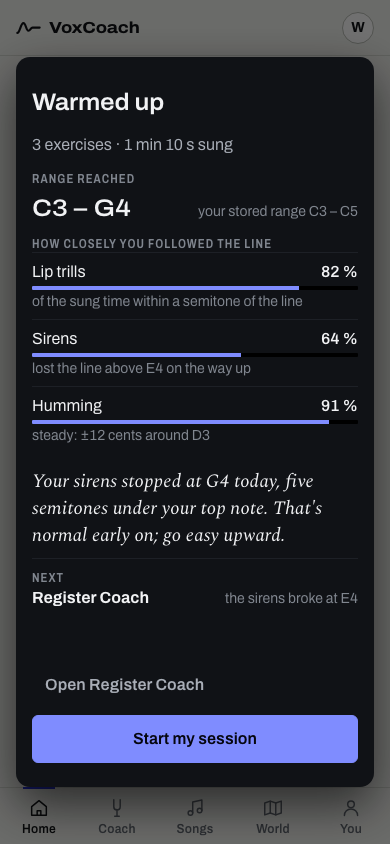 VoxCoach
W
Warmed up
3 exercises · 1 min 10 s sung
RANGE REACHED
C3 – G4
your stored range C3 – C5
HOW CLOSELY YOU FOLLOWED THE LINE
Lip trills
82 %
of the sung time within a semitone of the line
Sirens
64 %
lost the line above E4 on the way up
Humming
91 %
steady: ±12 cents around D3
Your sirens stopped at G4 today, five
semitones under your top note. That's
normal early on; go easy upward.
NEXT
Register Coach
the sirens broke at E4
Open Register Coach
Start my session
Home
Coach
Songs
World
You